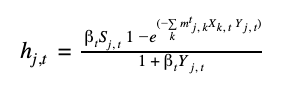 h_{j,t} = \frac{β_t S_{j,t} 1 - e^{(-\sum_k m^t_{j,k} X_{k,t} Y_{j,t})}}{1 + β_t Y_{j,t}}